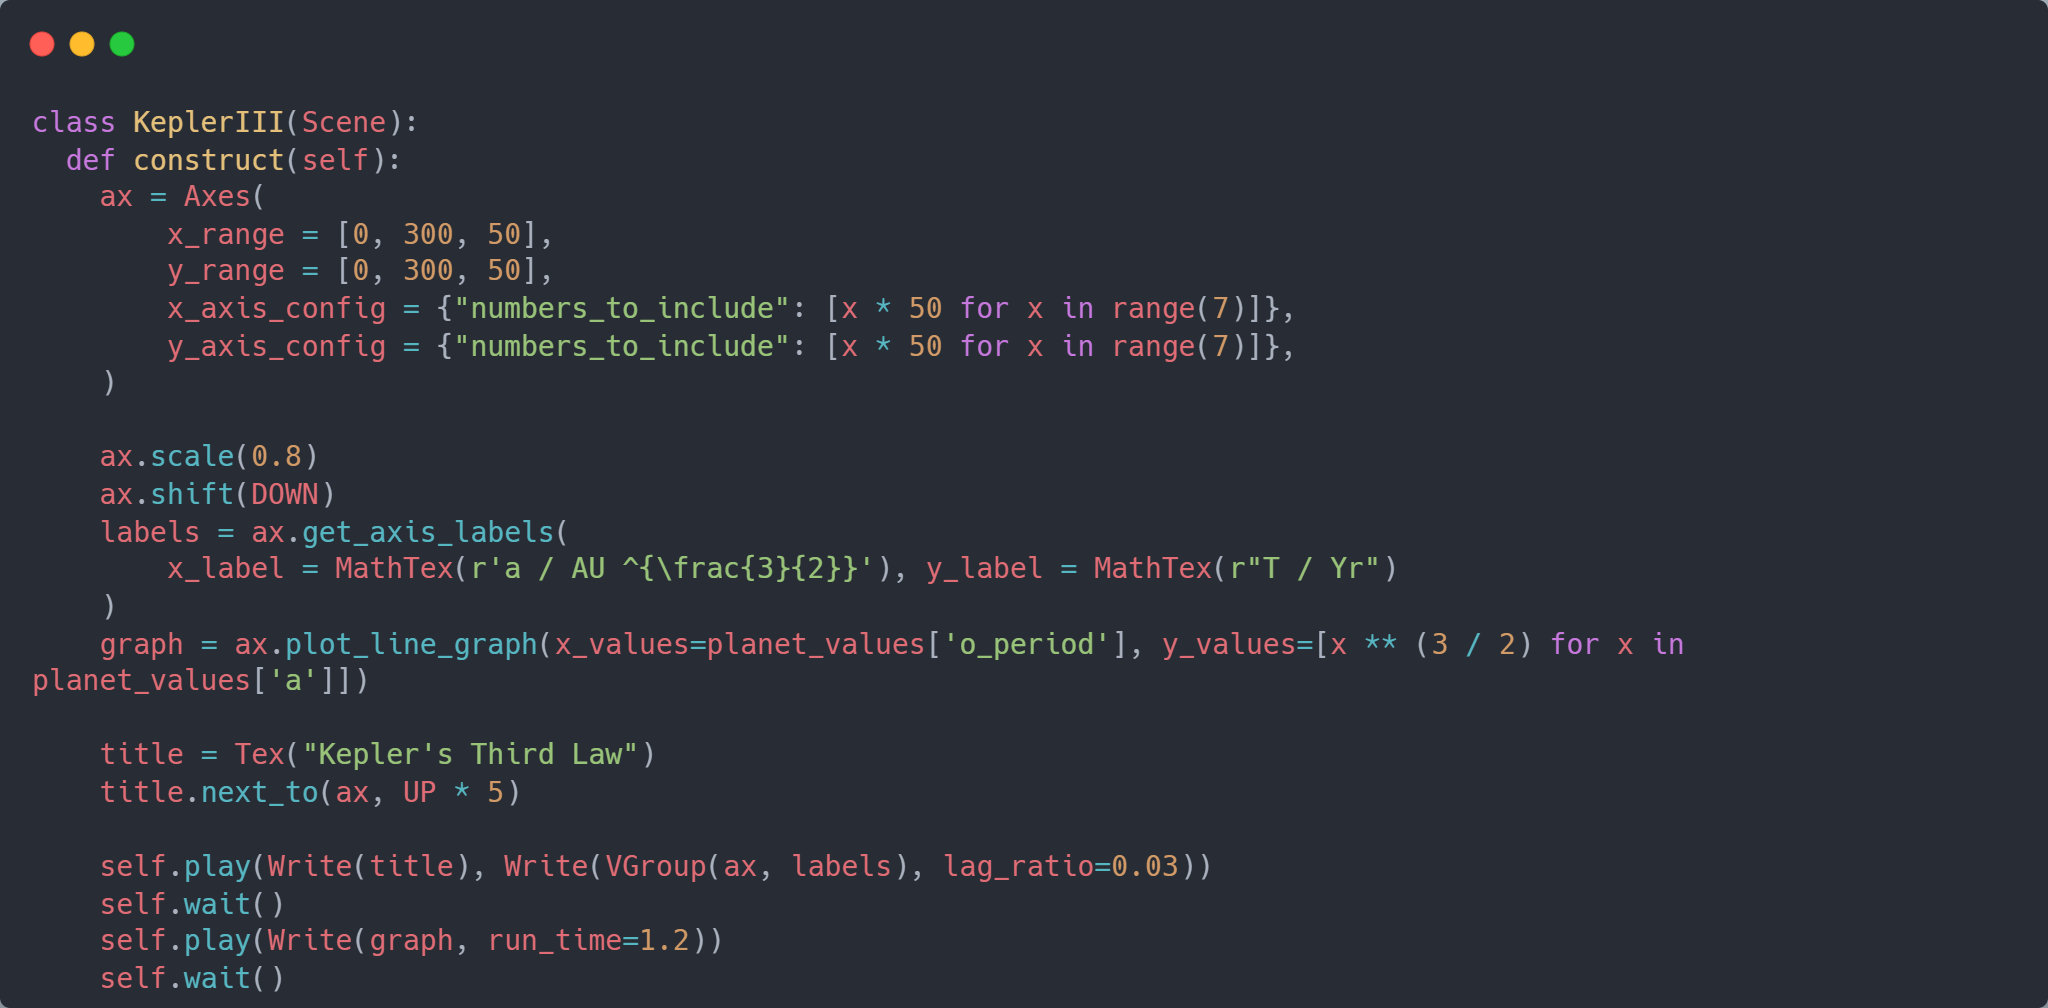 class KeplerIII(Scene):
  def construct(self):
    ax = Axes(
        x_range = [0, 300, 50],
        y_range = [0, 300, 50],
        x_axis_config = {"numbers_to_include": [x * 50 for x in range(7)]},
        y_axis_config = {"numbers_to_include": [x * 50 for x in range(7)]},
    )

    ax.scale(0.8)
    ax.shift(DOWN)
    labels = ax.get_axis_labels(
        x_label = MathTex(r'a / AU ^{\frac{3}{2}}'), y_label = MathTex(r"T / Yr")
    )
    graph = ax.plot_line_graph(x_values=planet_values['o_period'], y_values=[x ** (3 / 2) for x in
planet_values['a']])

    title = Tex("Kepler's Third Law")
    title.next_to(ax, UP * 5)

    self.play(Write(title), Write(VGroup(ax, labels), lag_ratio=0.03))
    self.wait()
    self.play(Write(graph, run_time=1.2))
    self.wait()